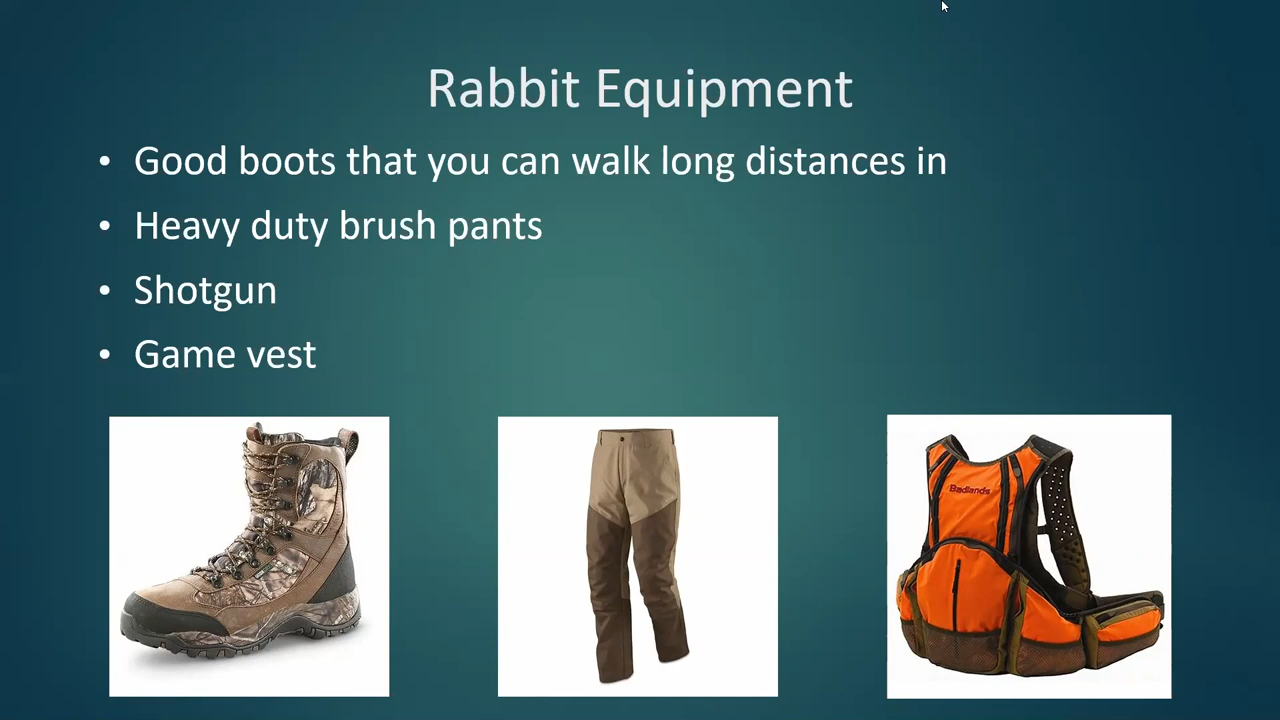 Rabbit Equipment
• Good boots that you can walk long distances in
• Heavy duty brush pants
• Shotgun
• Game vest
Badlands